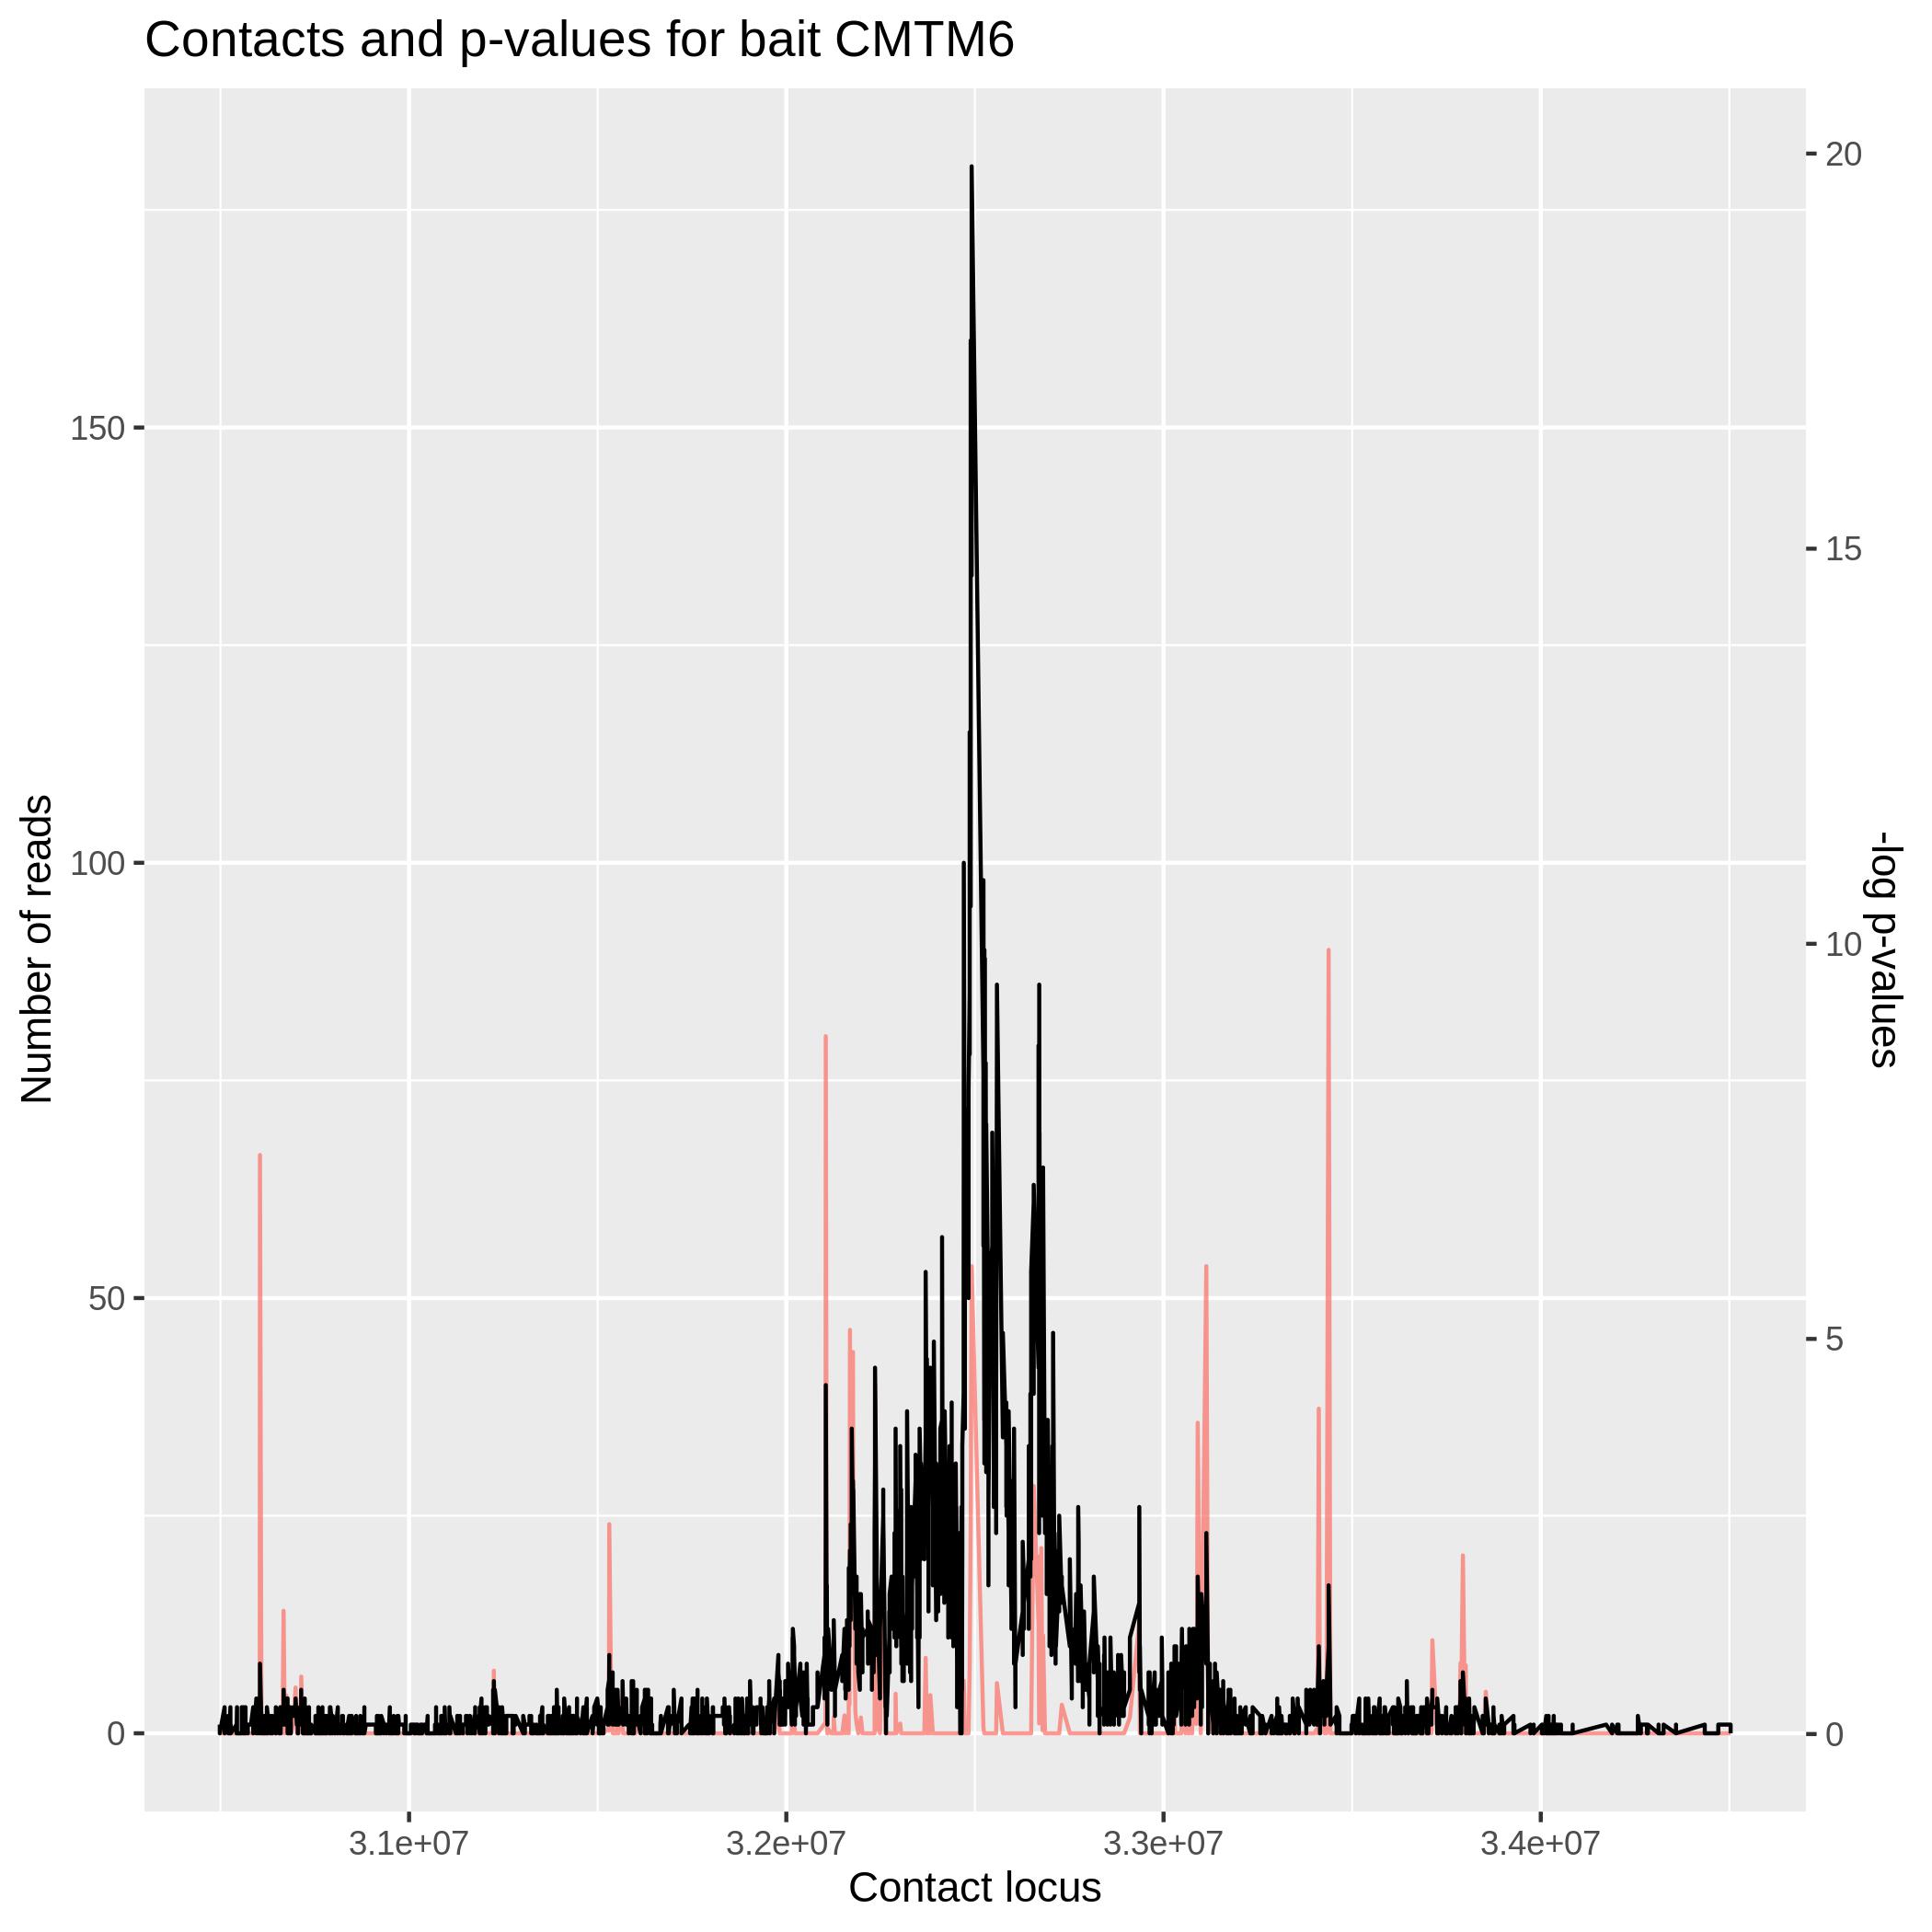 Contacts and p-values for bait CMTM6
Number of reads
150
100
50
0
20
15
10
5
0
-log p-values
3.1e+07
3.2e+07
3.3e+07
3.4e+07
Contact locus